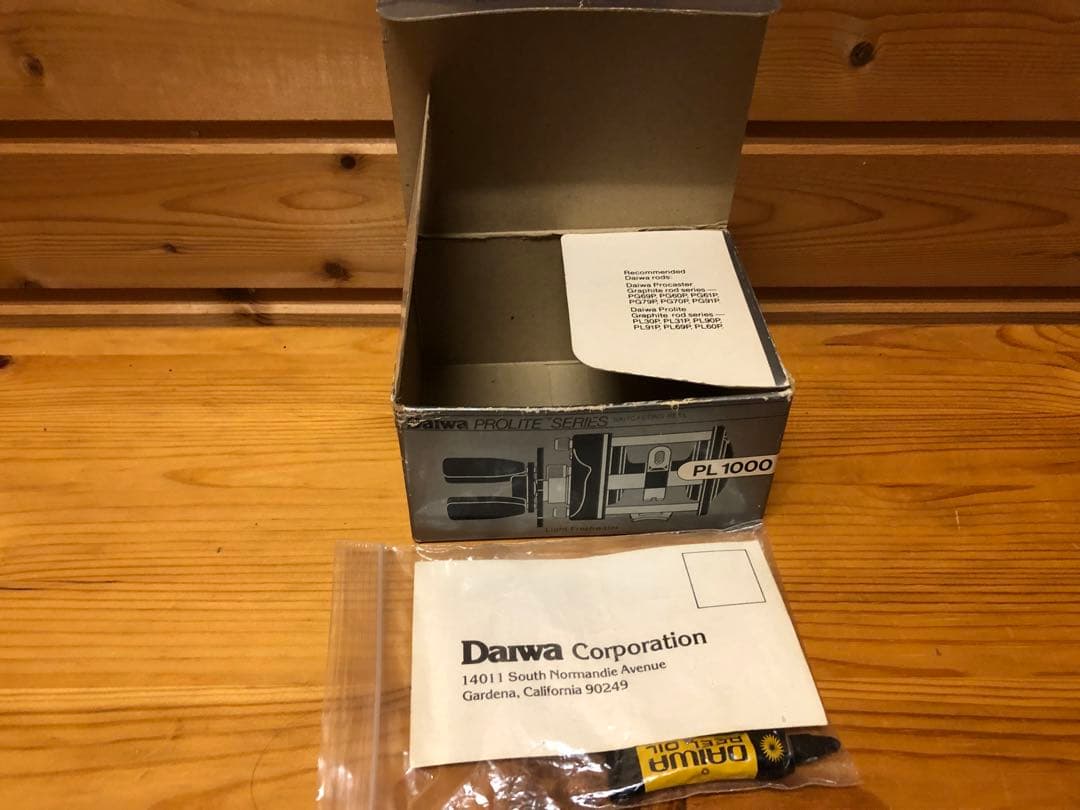 Recommended
Daiwa rods:
Daiwa Procaster
Graphite rod series —
PG69P, PG60P, PG61P,
PG79P, PG70P, PG91P.
Daiwa Prolite
Graphite rod series —
PL30P, PL31P, PL90P,
PL91P, PL69P, PL60P.
Daiwa PROLITE SERIES BAITCASTING REEL
PL 1000
Light Freshwater
Daiwa Corporation
14011 South Normandie Avenue
Gardena, California 90249
DAIWA
REEL OIL